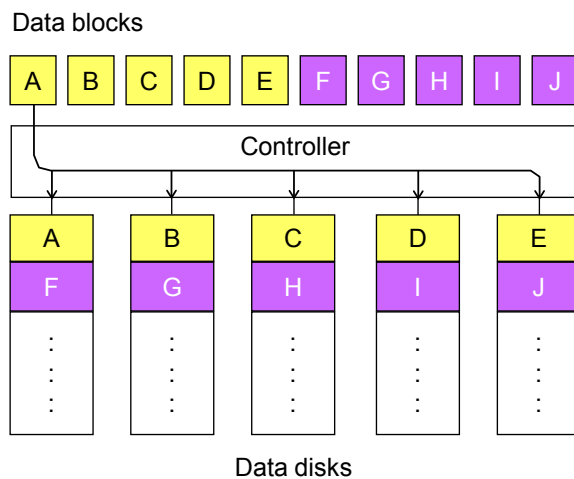 Data blocks
A B C D E F G H I J
Controller
A B C D E
F G H I J
Data disks